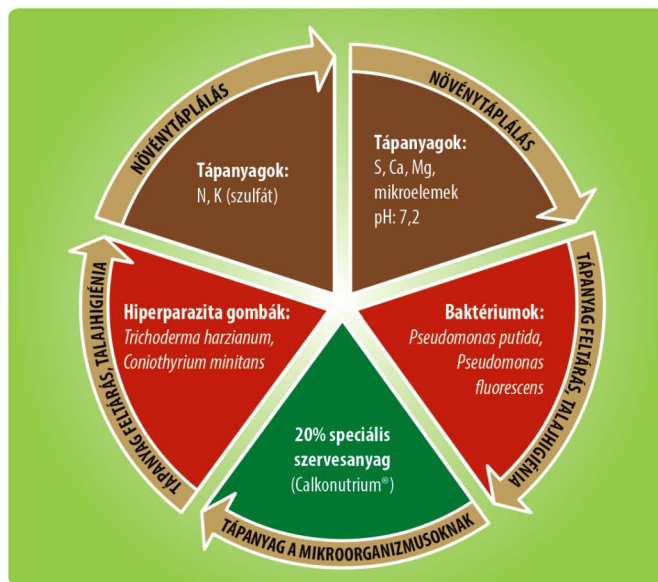 NÖVÉNYTÁPLÁLÁS
NÖVÉNYTÁPLÁLÁS
Tápanyagok:
N, K (szulfát)
Tápanyagok:
S, Ca, Mg,
mikroelemek
pH: 7,2
TÁPANYAG FELTÁRÁS, TALAJHIGIÉNIA
Hiperparazita gombák:
Trichoderma harzianum,
Coniothyrium minitans
Baktériumok:
Pseudomonas putida,
Pseudomonas
fluorescens
TÁPANYAG FELTÁRÁS, TALAJHIGIÉNIA
20% speciális
szervesanyag
(Calkonutrium®)
TÁPANYAG A MIKROORGANIZMUSOKNAK